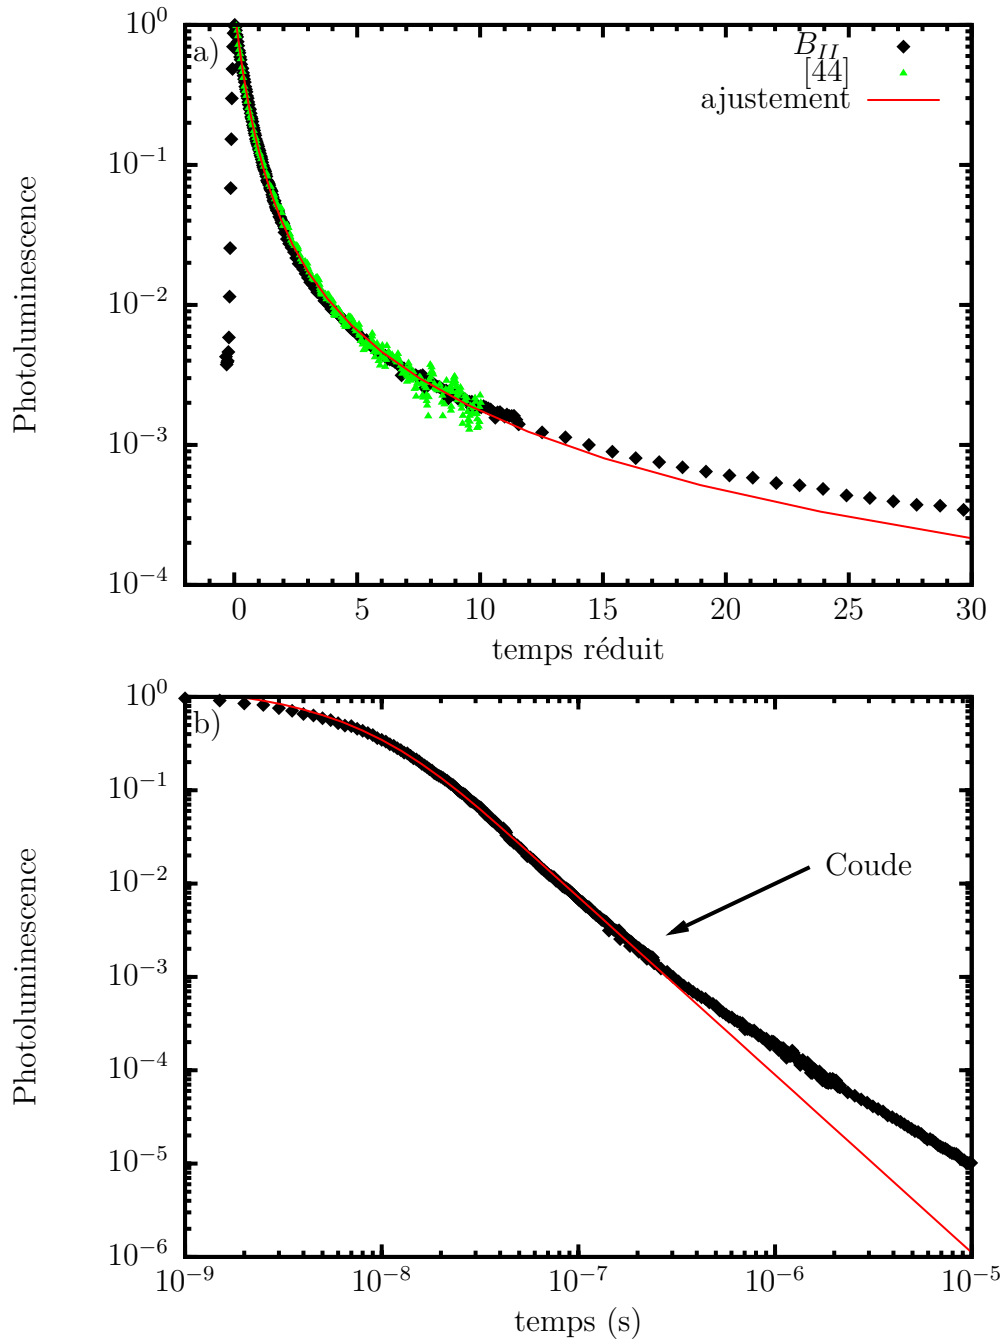 a)
B_{II}
[44]
ajustement
Photoluminescence
10^0
10^{-1}
10^{-2}
10^{-3}
10^{-4}
0 5 10 15 20 25 30
temps réduit
b)
Coude
Photoluminescence
10^0
10^{-1}
10^{-2}
10^{-3}
10^{-4}
10^{-5}
10^{-6}
10^{-9} 10^{-8} 10^{-7} 10^{-6} 10^{-5}
temps (s)